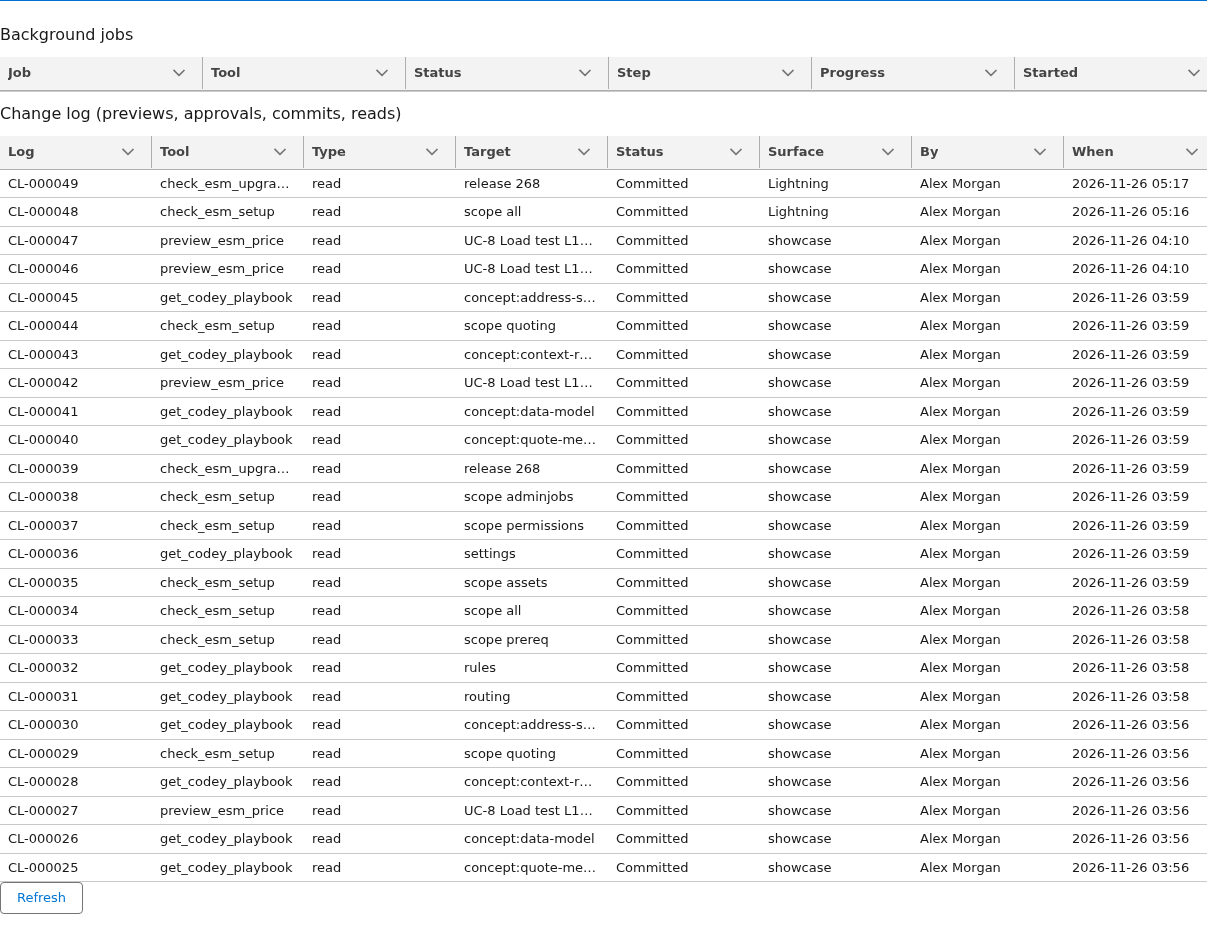 Background jobs
Job Tool Status Step Progress Started
Change log (previews, approvals, commits, reads)
Log Tool Type Target Status Surface By When
CL-000049 check_esm_upgra... read release 268 Committed Lightning Alex Morgan 2026-11-26 05:17
CL-000048 check_esm_setup read scope all Committed Lightning Alex Morgan 2026-11-26 05:16
CL-000047 preview_esm_price read UC-8 Load test L1... Committed showcase Alex Morgan 2026-11-26 04:10
CL-000046 preview_esm_price read UC-8 Load test L1... Committed showcase Alex Morgan 2026-11-26 04:10
CL-000045 get_codey_playbook read concept:address-s... Committed showcase Alex Morgan 2026-11-26 03:59
CL-000044 check_esm_setup read scope quoting Committed showcase Alex Morgan 2026-11-26 03:59
CL-000043 get_codey_playbook read concept:context-r... Committed showcase Alex Morgan 2026-11-26 03:59
CL-000042 preview_esm_price read UC-8 Load test L1... Committed showcase Alex Morgan 2026-11-26 03:59
CL-000041 get_codey_playbook read concept:data-model Committed showcase Alex Morgan 2026-11-26 03:59
CL-000040 get_codey_playbook read concept:quote-me... Committed showcase Alex Morgan 2026-11-26 03:59
CL-000039 check_esm_upgra... read release 268 Committed showcase Alex Morgan 2026-11-26 03:59
CL-000038 check_esm_setup read scope adminjobs Committed showcase Alex Morgan 2026-11-26 03:59
CL-000037 check_esm_setup read scope permissions Committed showcase Alex Morgan 2026-11-26 03:59
CL-000036 get_codey_playbook read settings Committed showcase Alex Morgan 2026-11-26 03:59
CL-000035 check_esm_setup read scope assets Committed showcase Alex Morgan 2026-11-26 03:59
CL-000034 check_esm_setup read scope all Committed showcase Alex Morgan 2026-11-26 03:58
CL-000033 check_esm_setup read scope prereq Committed showcase Alex Morgan 2026-11-26 03:58
CL-000032 get_codey_playbook read rules Committed showcase Alex Morgan 2026-11-26 03:58
CL-000031 get_codey_playbook read routing Committed showcase Alex Morgan 2026-11-26 03:58
CL-000030 get_codey_playbook read concept:address-s... Committed showcase Alex Morgan 2026-11-26 03:56
CL-000029 check_esm_setup read scope quoting Committed showcase Alex Morgan 2026-11-26 03:56
CL-000028 get_codey_playbook read concept:context-r... Committed showcase Alex Morgan 2026-11-26 03:56
CL-000027 preview_esm_price read UC-8 Load test L1... Committed showcase Alex Morgan 2026-11-26 03:56
CL-000026 get_codey_playbook read concept:data-model Committed showcase Alex Morgan 2026-11-26 03:56
CL-000025 get_codey_playbook read concept:quote-me... Committed showcase Alex Morgan 2026-11-26 03:56
Refresh